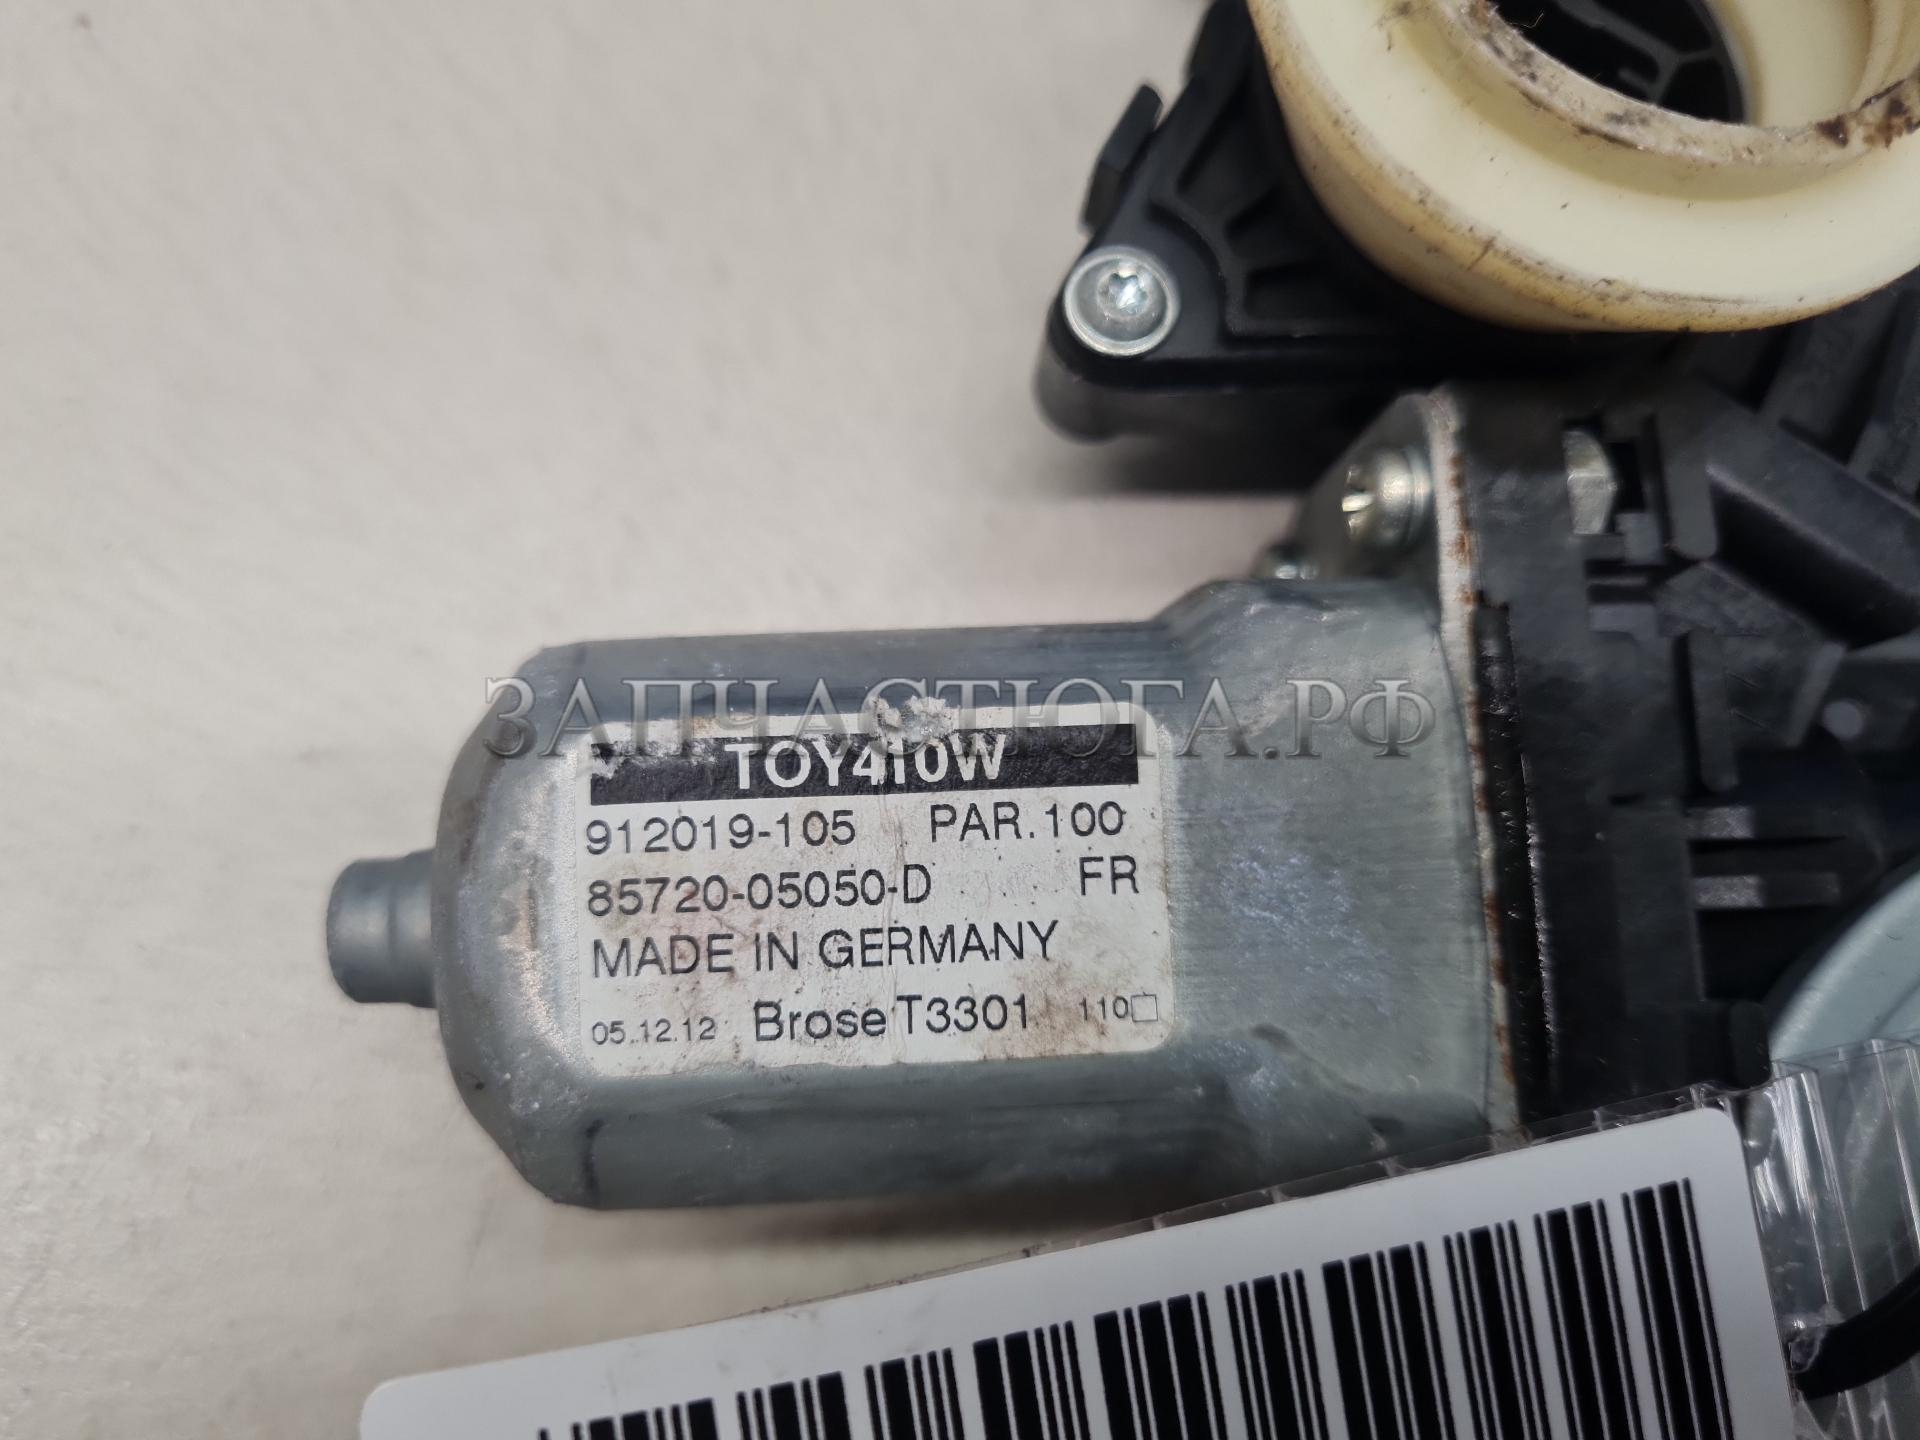 ЗАПЧАСТЮГА.РФ
TOY410W
912019-105 PAR.100
85720-05050-D FR
MADE IN GERMANY
05.12.12 Brose T3301 110